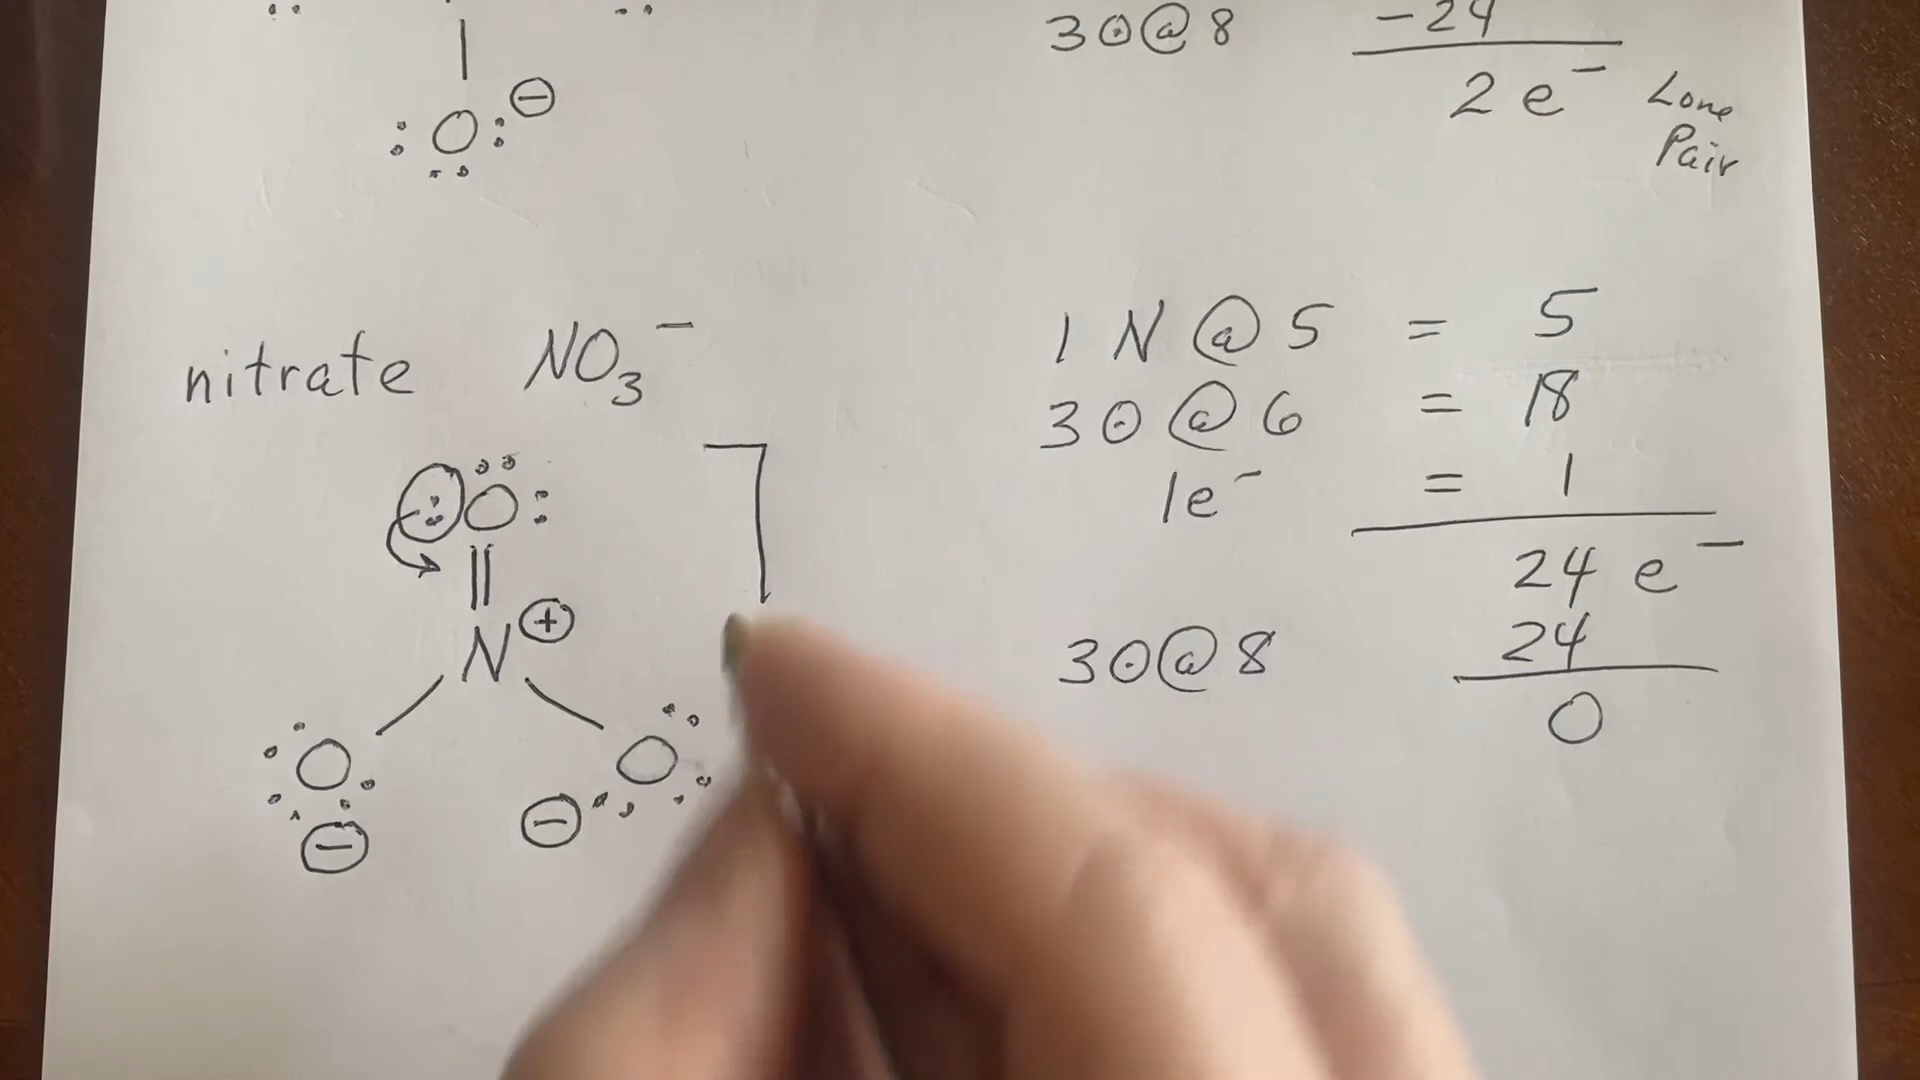 3O@8 −24
2e⁻ Lone
Pair
O ⊖
nitrate NO₃⁻
1 N@5 = 5
3O@6 = 18
1e⁻ = 1
24 e⁻
3O@8 24
0
O
N ⊕
O O
⊖ ⊖